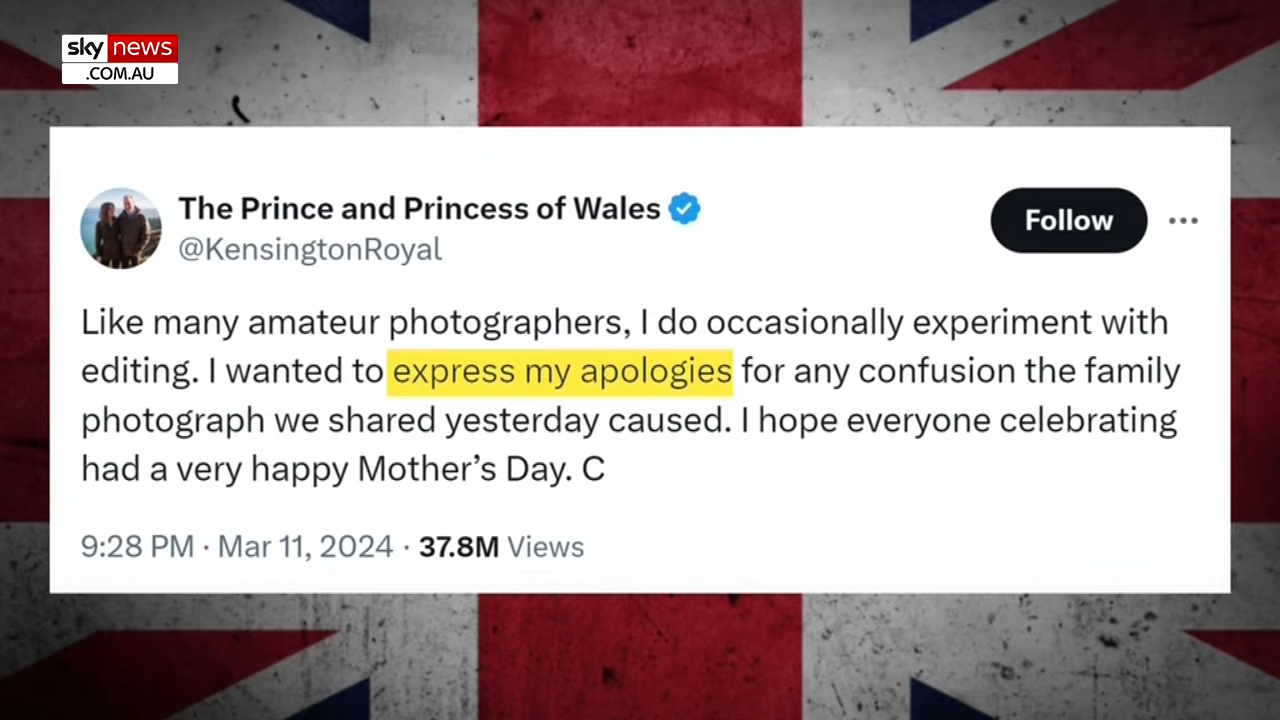 sky news
.COM.AU
The Prince and Princess of Wales
Follow
@KensingtonRoyal
Like many amateur photographers, I do occasionally experiment with
editing. I wanted to express my apologies for any confusion the family
photograph we shared yesterday caused. I hope everyone celebrating
had a very happy Mother’s Day. C
9:28 PM · Mar 11, 2024 · 37.8M Views